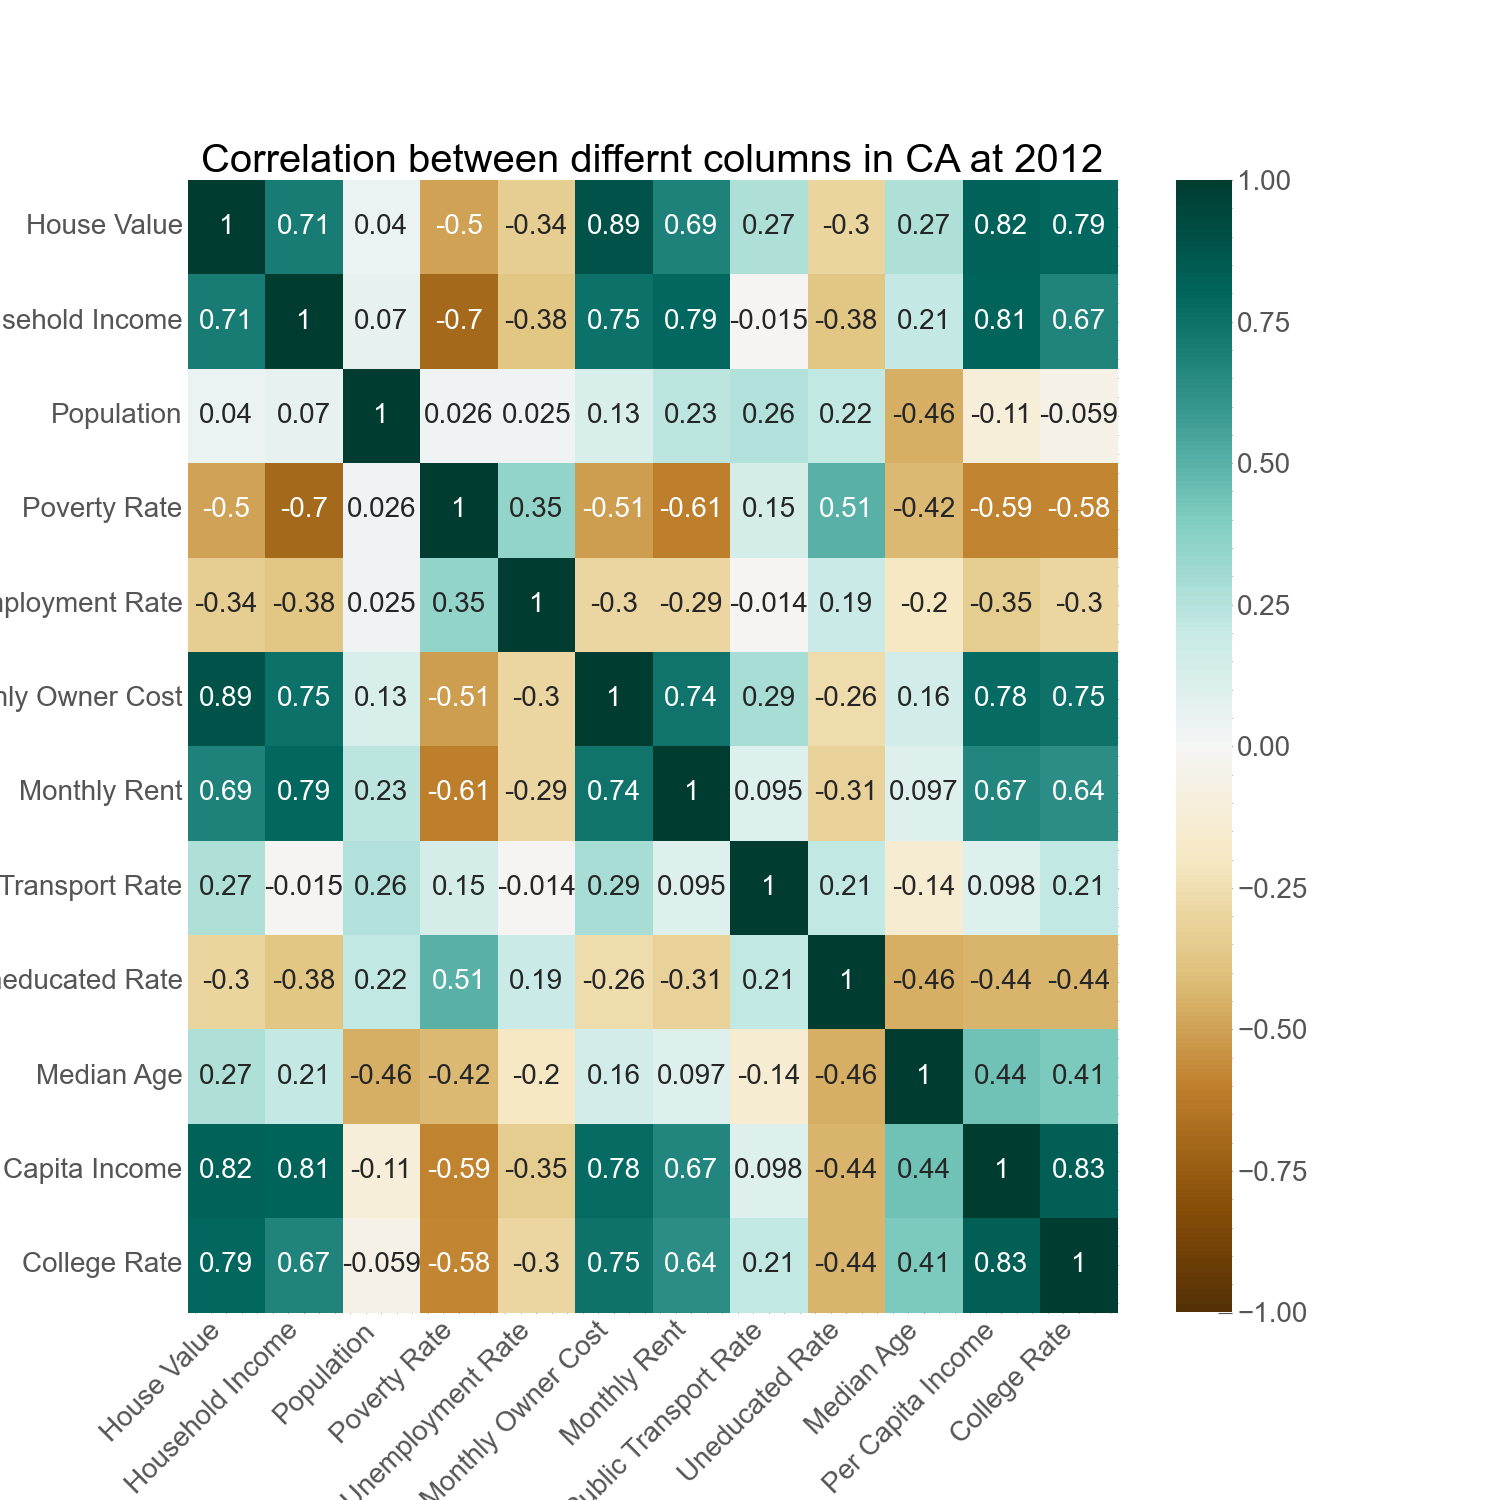 Correlation between differnt columns in CA at 2012
House Value 1 0.71 0.04 -0.5 -0.34 0.89 0.69 0.27 -0.3 0.27 0.82 0.79
sehold Income 0.71 1 0.07 -0.7 -0.38 0.75 0.79 -0.015 -0.38 0.21 0.81 0.67
Population 0.04 0.07 1 0.026 0.025 0.13 0.23 0.26 0.22 -0.46 -0.11 -0.059
Poverty Rate -0.5 -0.7 0.026 1 0.35 -0.51 -0.61 0.15 0.51 -0.42 -0.59 -0.58
ployment Rate -0.34 -0.38 0.025 0.35 1 -0.3 -0.29 -0.014 0.19 -0.2 -0.35 -0.3
ly Owner Cost 0.89 0.75 0.13 -0.51 -0.3 1 0.74 0.29 -0.26 0.16 0.78 0.75
Monthly Rent 0.69 0.79 0.23 -0.61 -0.29 0.74 1 0.095 -0.31 0.097 0.67 0.64
Transport Rate 0.27 -0.015 0.26 0.15 -0.014 0.29 0.095 1 0.21 -0.14 0.098 0.21
educated Rate -0.3 -0.38 0.22 0.51 0.19 -0.26 -0.31 0.21 1 -0.46 -0.44 -0.44
Median Age 0.27 0.21 -0.46 -0.42 -0.2 0.16 0.097 -0.14 -0.46 1 0.44 0.41
Capita Income 0.82 0.81 -0.11 -0.59 -0.35 0.78 0.67 0.098 -0.44 0.44 1 0.83
College Rate 0.79 0.67 -0.059 -0.58 -0.3 0.75 0.64 0.21 -0.44 0.41 0.83 1
House Value
Household Income
Population
Poverty Rate
Unemployment Rate
Monthly Owner Cost
Monthly Rent
Public Transport Rate
Uneducated Rate
Median Age
Per Capita Income
College Rate
1.00
0.75
0.50
0.25
0.00
−0.25
−0.50
−0.75
−1.00